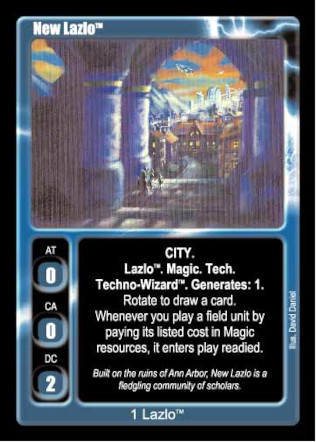 New Lazlo™
AT
0
CA
0
DC
2
CITY.
Lazlo™. Magic. Tech.
Techno-Wizard™. Generates: 1.
Rotate to draw a card.
Whenever you play a field unit by
paying its listed cost in Magic
resources, it enters play readied.
Built on the ruins of Ann Arbor, New Lazlo is a
fledgling community of scholars.
Illus. David Daniel
1 Lazlo™